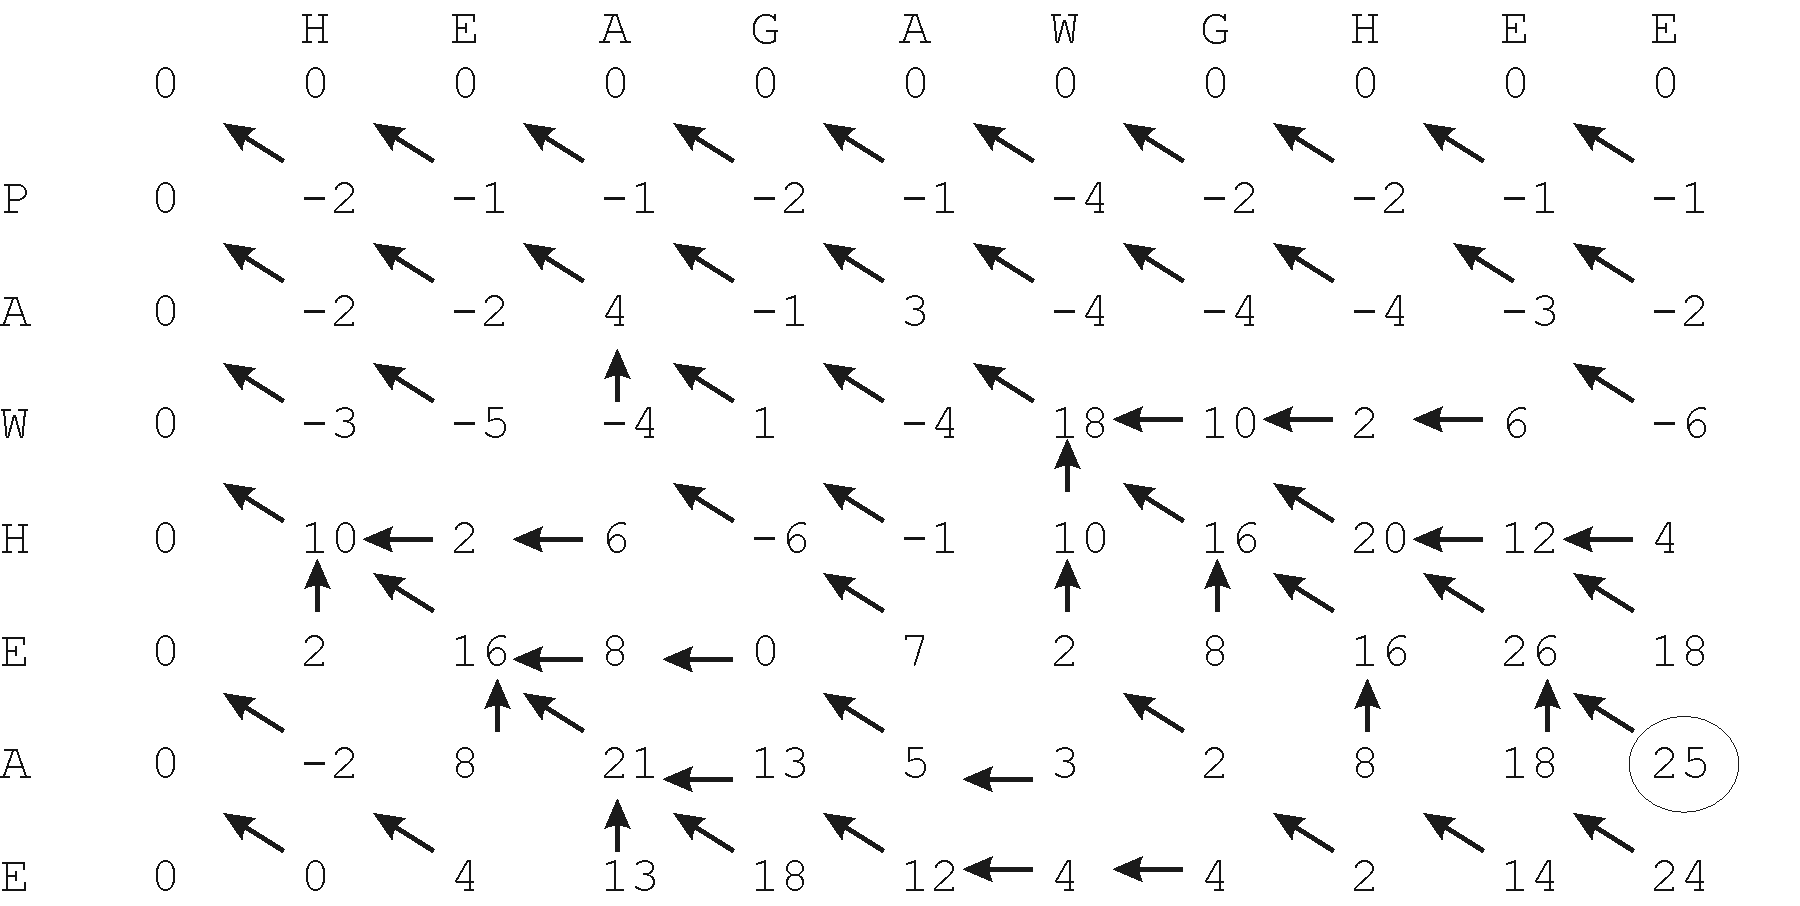 H E A G A W G H E E
0 0 0 0 0 0 0 0 0 0 0
P 0 -2 -1 -1 -2 -1 -4 -2 -2 -1 -1
A 0 -2 -2 4 -1 3 -4 -4 -4 -3 -2
W 0 -3 -5 -4 1 -4 18 10 2 6 -6
H 0 10 2 6 -6 -1 10 16 20 12 4
E 0 2 16 8 0 7 2 8 16 26 18
A 0 -2 8 21 13 5 3 2 8 18 25
E 0 0 4 13 18 12 4 4 2 14 24